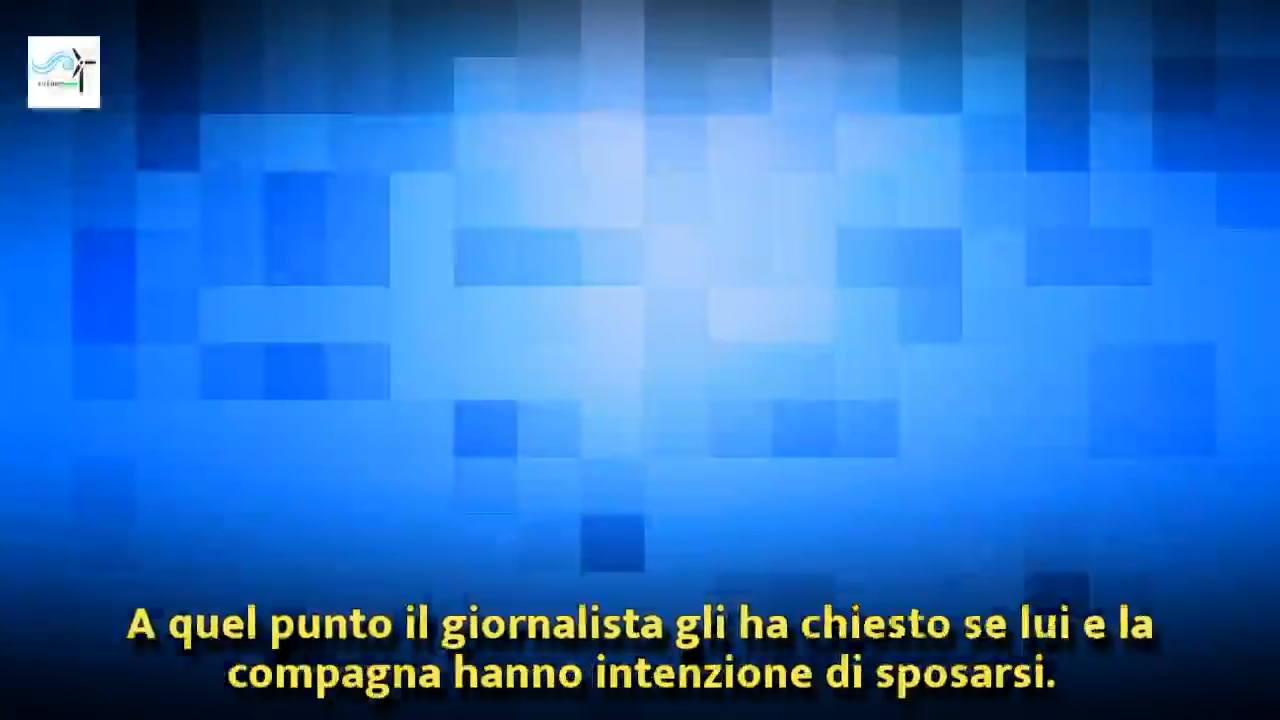 A quel punto il giornalista gli ha chiesto se lui e la
compagna hanno intenzione di sposarsi.